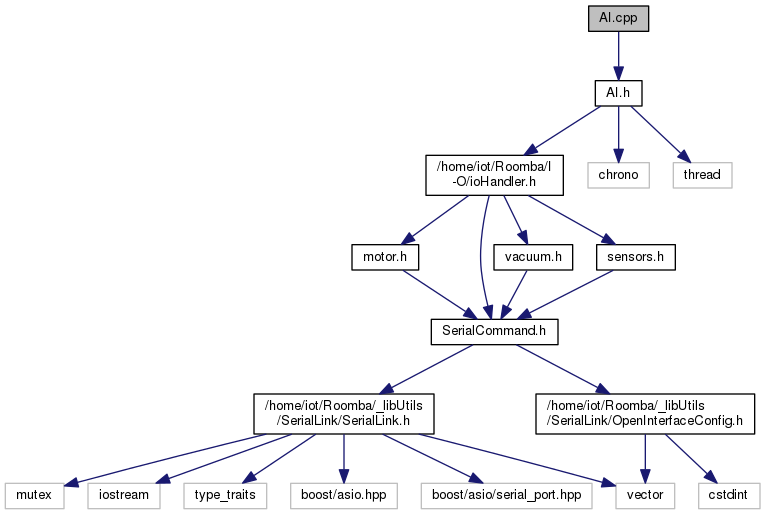 AI.cpp
AI.h
/home/iot/Roomba/I
-O/ioHandler.h
chrono
thread
motor.h
vacuum.h
sensors.h
SerialCommand.h
/home/iot/Roomba/_libUtils
/SerialLink/SerialLink.h
/home/iot/Roomba/_libUtils
/SerialLink/OpenInterfaceConfig.h
mutex
iostream
type_traits
boost/asio.hpp
boost/asio/serial_port.hpp
vector
cstdint